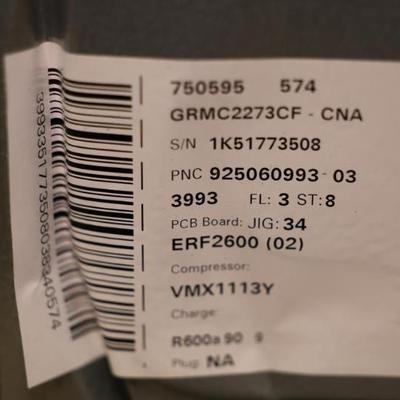 750595 574
GRMC2273CF - CNA
S/N 1K51773508
PNC 925060993-03
3993 FL: 3 ST:8
PCB Board: JIG: 34
ERF2600 (02)
Compressor:
VMX1113Y
Charge:
R600a 90 g
Plug: NA